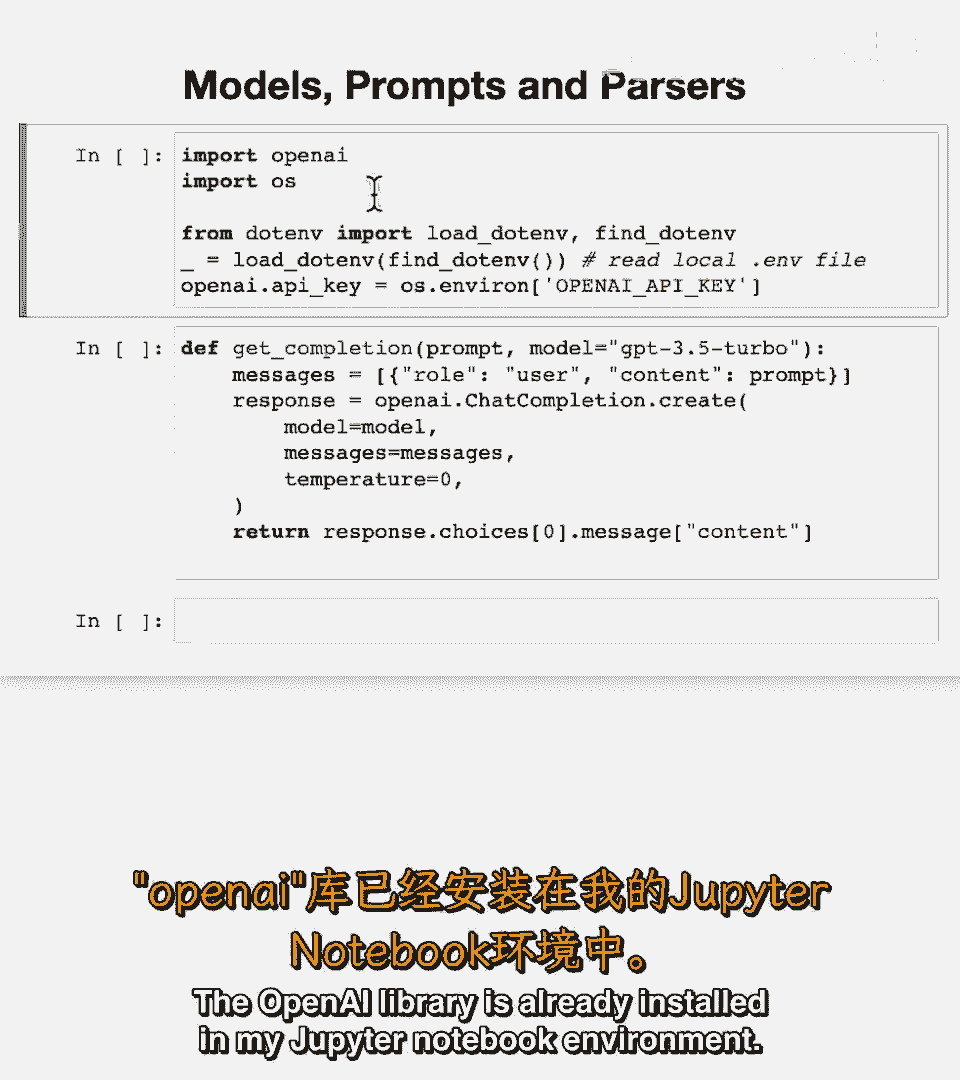 Models, Prompts and Parsers
In [ ]: import openai
import os
from dotenv import load_dotenv, find_dotenv
_ = load_dotenv(find_dotenv()) # read local .env file
openai.api_key = os.environ['OPENAI_API_KEY']
In [ ]: def get_completion(prompt, model="gpt-3.5-turbo"):
    messages = [{"role": "user", "content": prompt}]
    response = openai.ChatCompletion.create(
        model=model,
        messages=messages,
        temperature=0,
    )
    return response.choices[0].message["content"]
In [ ]:
"openai"库已经安装在我的Jupyter
Notebook环境中。
The OpenAI library is already installed
in my Jupyter notebook environment.